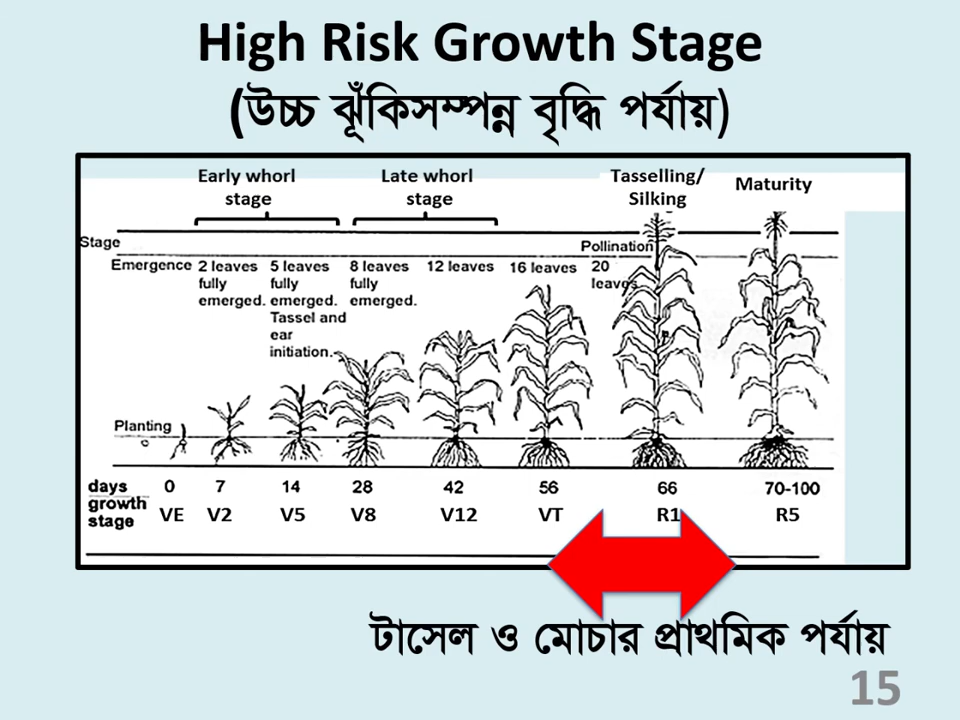 High Risk Growth Stage
(উচ্চ ঝূঁকিসম্পন্ন বৃদ্ধি পর্যায়)
Early whorl stage
Late whorl stage
Tasselling/ Silking
Maturity
Stage
Pollination
Emergence
2 leaves fully emerged.
5 leaves fully emerged. Tassel and ear initiation.
8 leaves fully emerged.
12 leaves
16 leaves
20 leaves
Planting
days 0 7 14 28 42 56 66 70-100
growth stage VE V2 V5 V8 V12 VT R1 R5
টাসেল ও মোচার প্রাথমিক পর্যায়
15